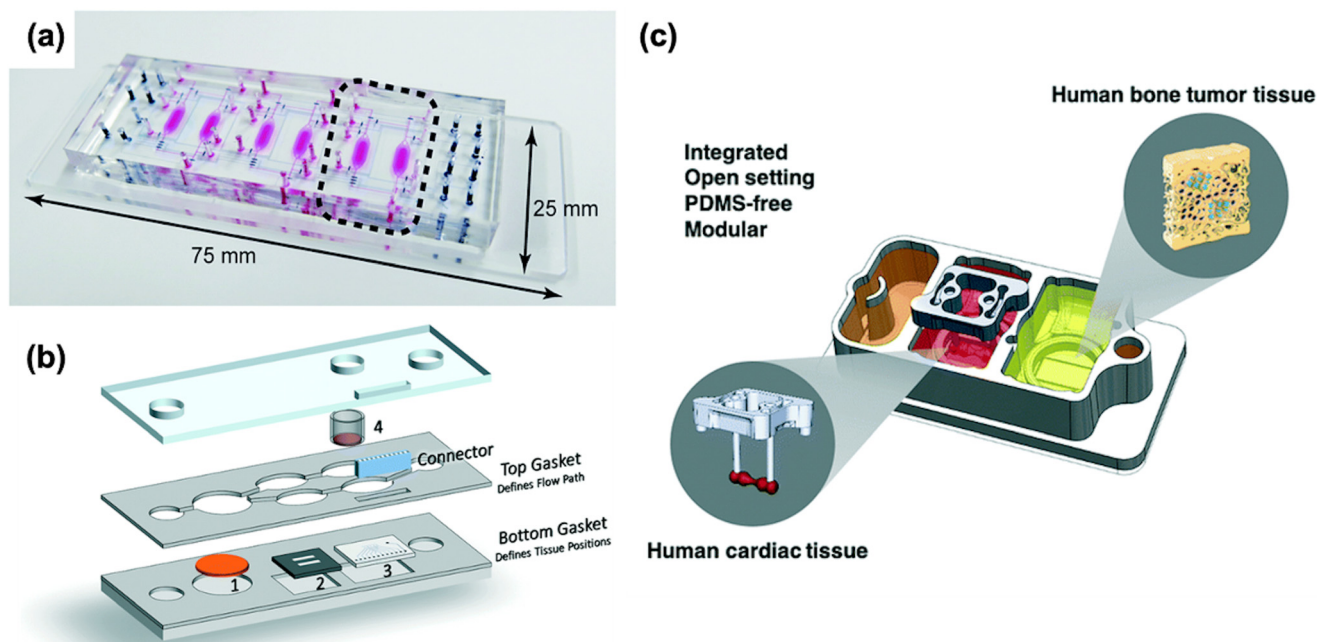 (a)
75 mm
25 mm
(b)
4
Connector
Top Gasket
Defines Flow Path
Bottom Gasket
Defines Tissue Positions
1
2
3
(c)
Human bone tumor tissue
Integrated
Open setting
PDMS-free
Modular
Human cardiac tissue